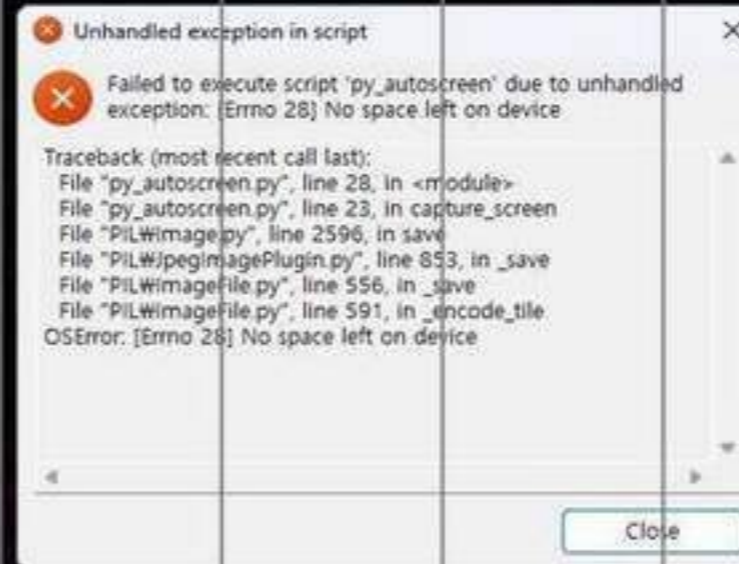 Unhandled exception in script
Failed to execute script 'py_autoscreen' due to unhandled
exception: [Errno 28] No space left on device
Traceback (most recent call last):
File "py_autoscreen.py", line 28, in <module>
File "py_autoscreen.py", line 23, in capture_screen
File "PIL₩Image.py", line 2596, in save
File "PIL₩JpegImagePlugin.py", line 853, in _save
File "PIL₩ImageFile.py", line 556, in _save
File "PIL₩ImageFile.py", line 591, in _encode_tile
OSError: [Errno 28] No space left on device
Close